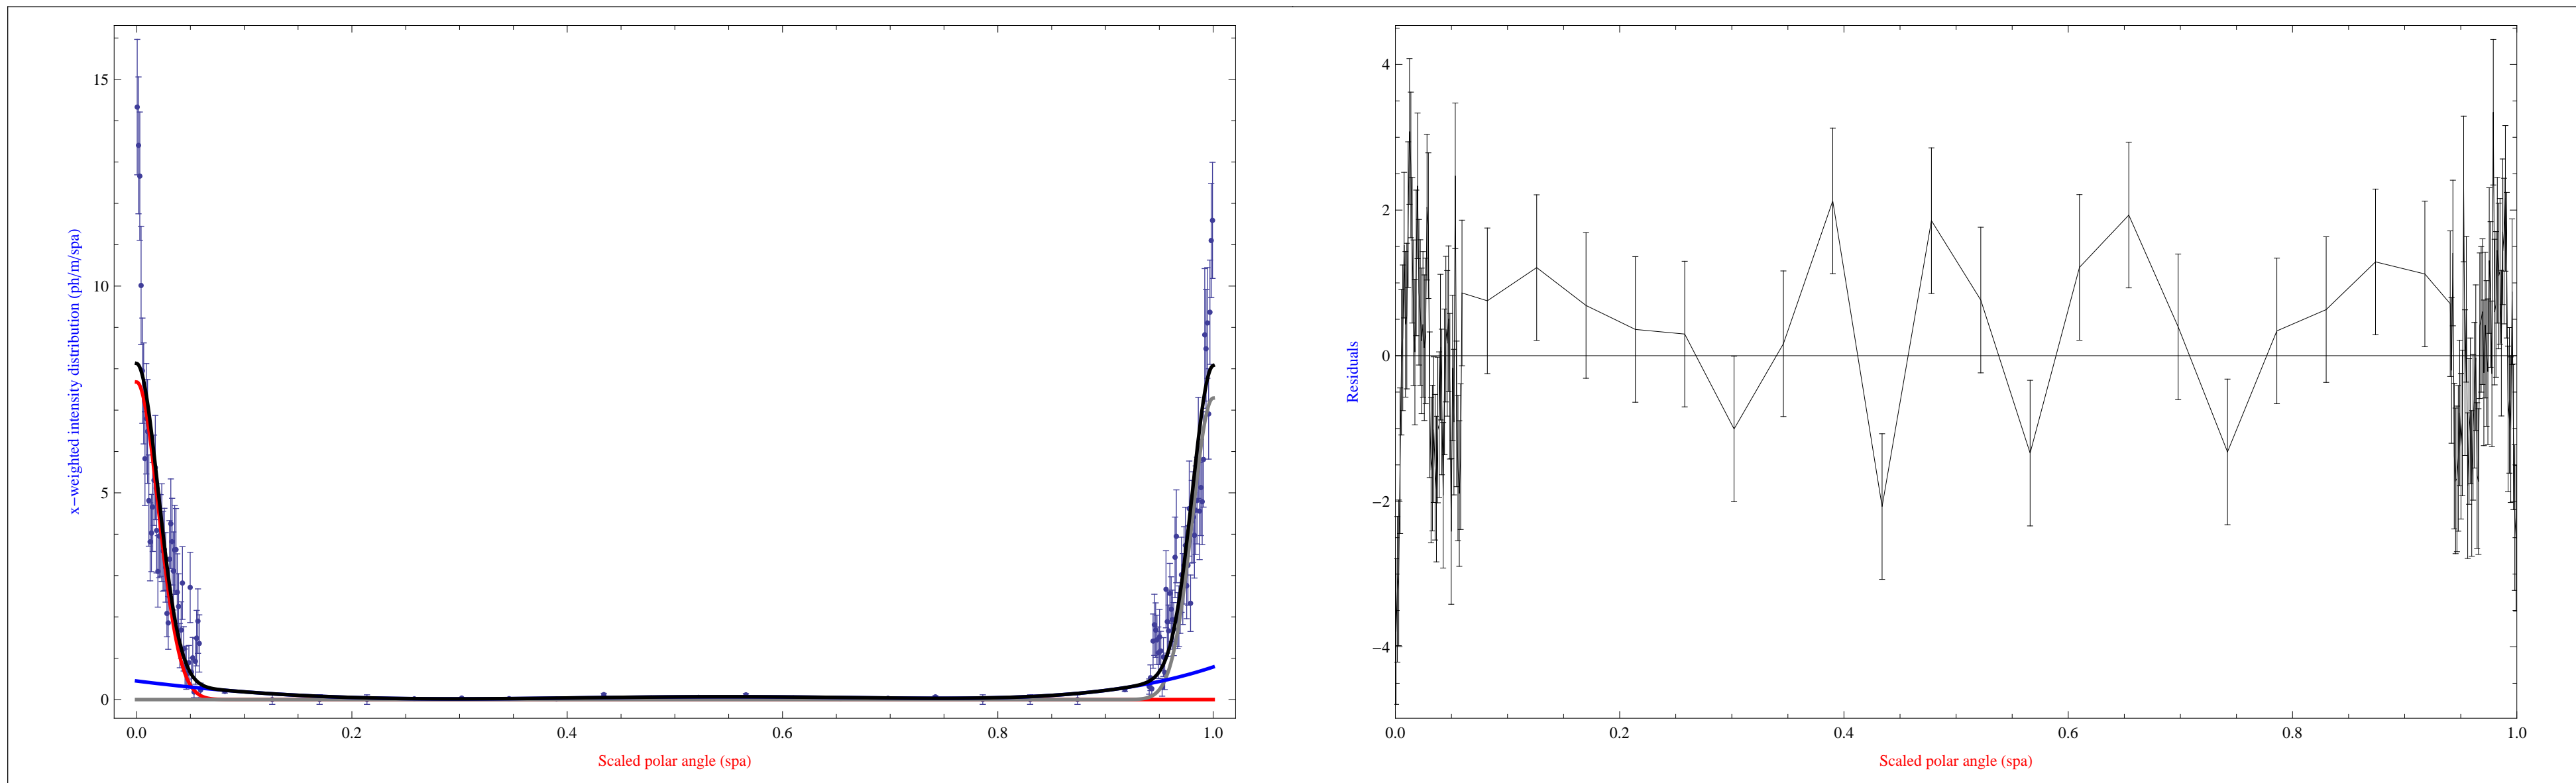 x-weighted intensity distribution (ph/m/spa)
15
10
5
0
0.0 0.2 0.4 0.6 0.8 1.0
Scaled polar angle (spa)
Residuals
4
2
0
-2
-4
0.0 0.2 0.4 0.6 0.8 1.0
Scaled polar angle (spa)